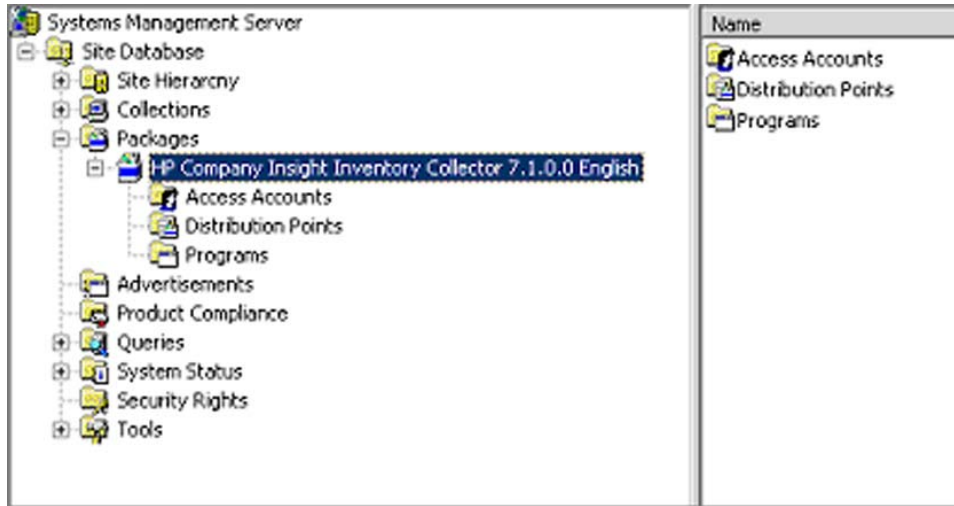 Systems Management Server
Site Database
Site Hierarcny
Collections
Packages
HP Company Insight Inventory Collector 7.1.0.0 English
Access Accounts
Distribution Points
Programs
Advertisements
Product Compliance
Queries
System Status
Security Rights
Tools
Name
Access Accounts
Distribution Points
Programs